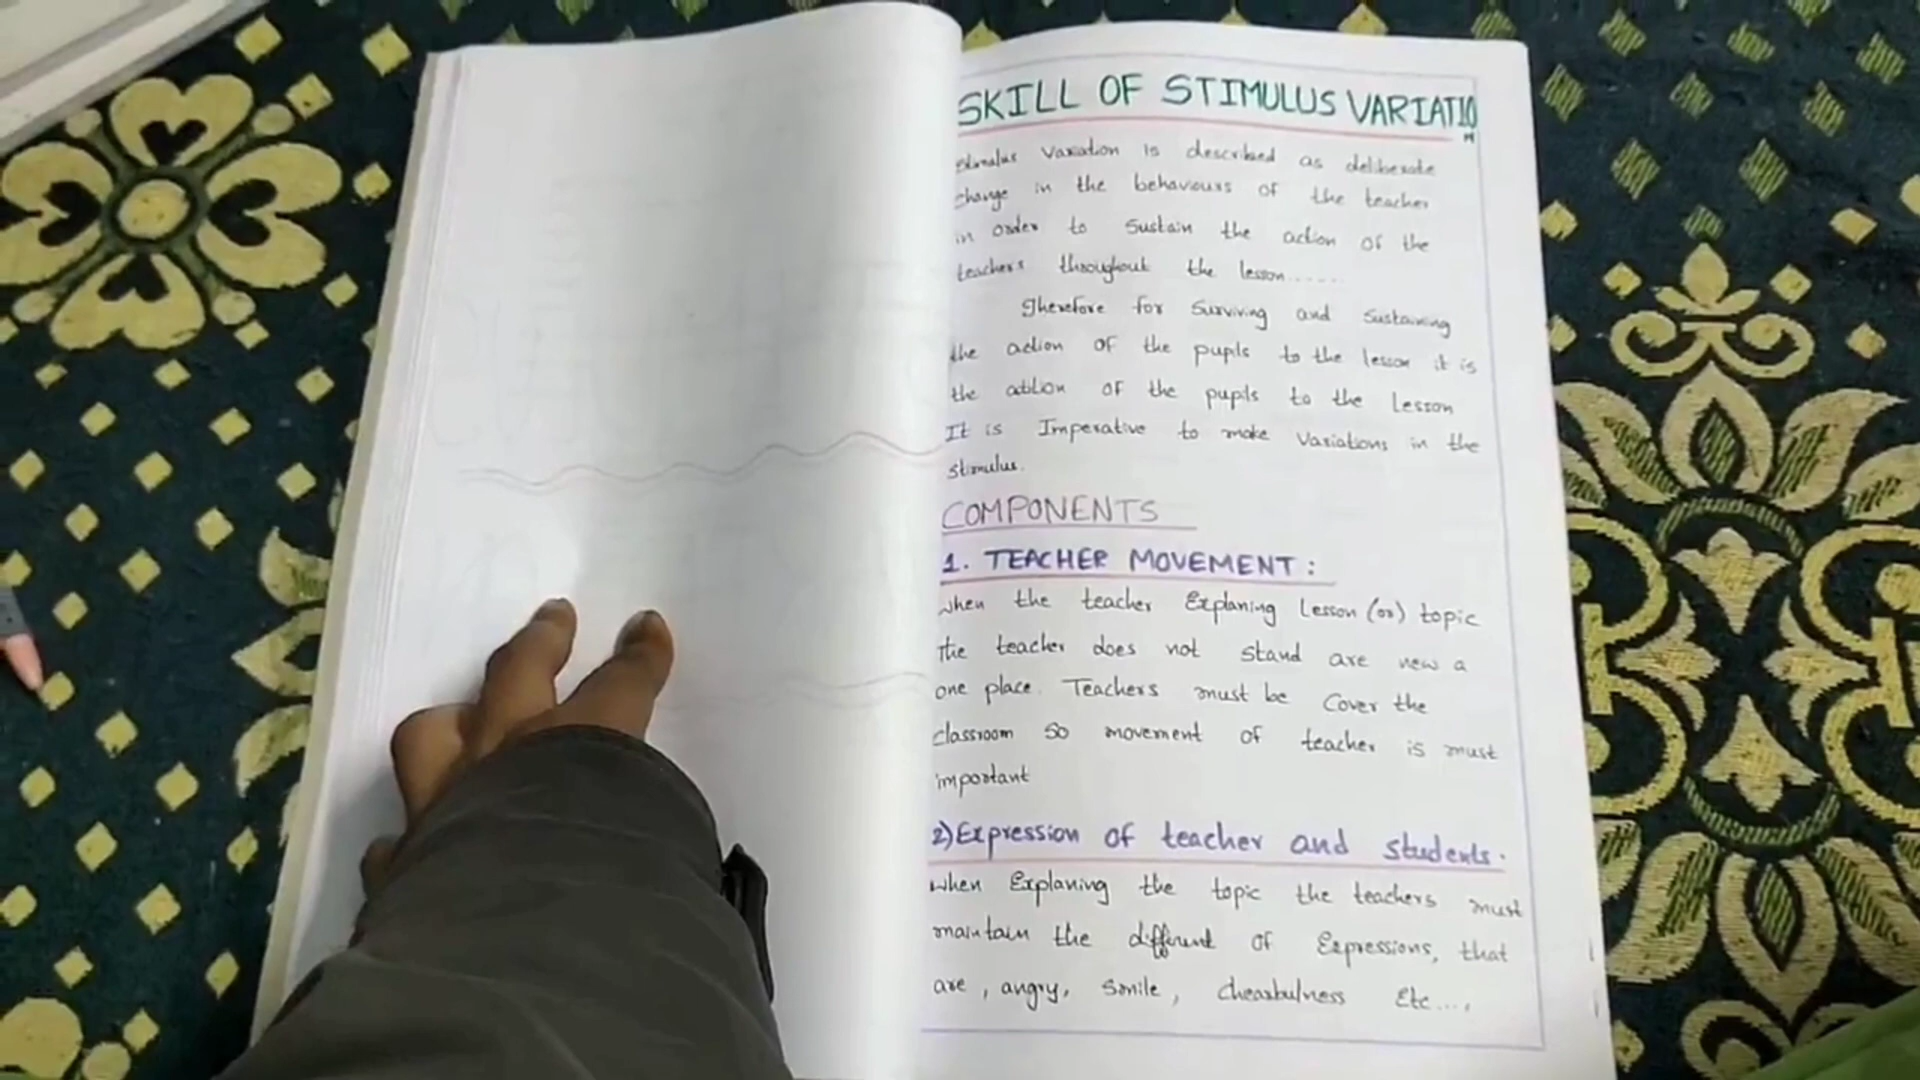 SKILL OF STIMULUS VARIATION
Stimulus Variation is described as deliberate
change in the behaviours of the teacher
in order to sustain the action of the
teachers throughout the lesson.....
Therefore for surviving and sustaining
the action of the pupils to the lesson it is
the action of the pupils to the lesson
It is Imperative to make Variations in the
stimulus.
COMPONENTS
1. TEACHER MOVEMENT:
When the teacher Explaning Lesson (or) topic
the teacher does not stand are new a
one place. Teachers must be Cover the
classroom so movement of teacher is must
important
2) Expression of teacher and students.
When Explaning the topic the teachers must
maintain the different of Expressions, that
are, angry, smile, Etc....